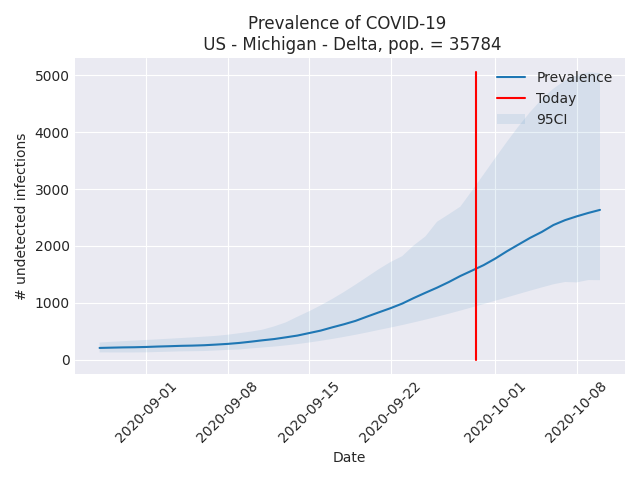 Prevalence of COVID-19
US - Michigan - Delta, pop. = 35784
5000
4000
3000
2000
1000
0
# undetected infections
Prevalence
Today
95CI
2020-09-01
2020-09-08
2020-09-15
2020-09-22
2020-10-01
2020-10-08
Date